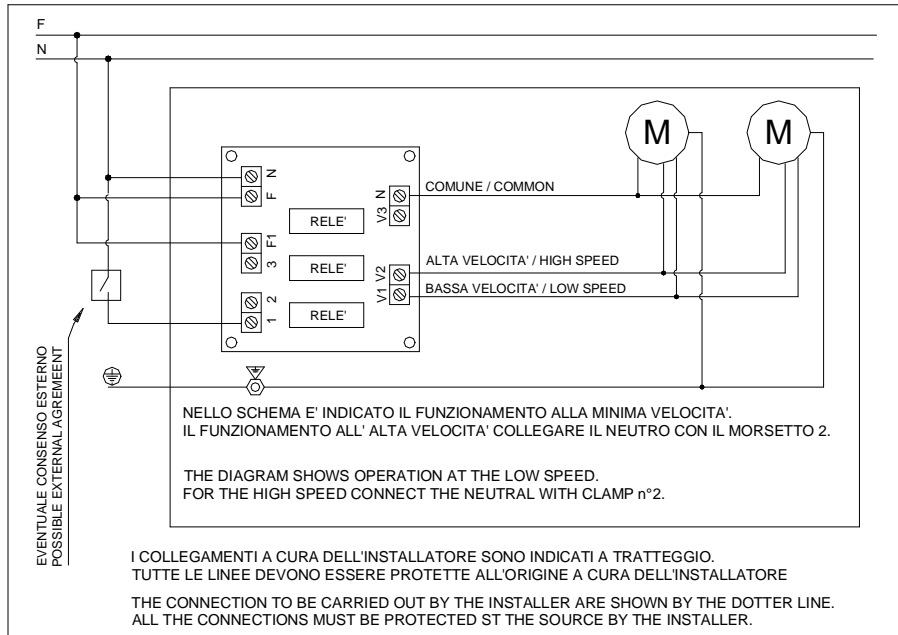 F
N
M
M
N
F
F1
3
2
1
RELE'
RELE'
RELE'
N
V3
V2
V1
COMUNE / COMMON
ALTA VELOCITA' / HIGH SPEED
BASSA VELOCITA' / LOW SPEED
EVENTUALE CONSENSO ESTERNO
POSSIBLE EXTERNAL AGREMEENT
NELLO SCHEMA E' INDICATO IL FUNZIONAMENTO ALLA MINIMA VELOCITA'.
IL FUNZIONAMENTO ALL' ALTA VELOCITA' COLLEGARE IL NEUTRO CON IL MORSETTO 2.
THE DIAGRAM SHOWS OPERATION AT THE LOW SPEED.
FOR THE HIGH SPEED CONNECT THE NEUTRAL WITH CLAMP n°2.
I COLLEGAMENTI A CURA DELL'INSTALLATORE SONO INDICATI A TRATTEGGIO.
TUTTE LE LINEE DEVONO ESSERE PROTETTE ALL'ORIGINE A CURA DELL'INSTALLATORE
THE CONNECTION TO BE CARRIED OUT BY THE INSTALLER ARE SHOWN BY THE DOTTER LINE.
ALL THE CONNECTIONS MUST BE PROTECTED ST THE SOURCE BY THE INSTALLER.